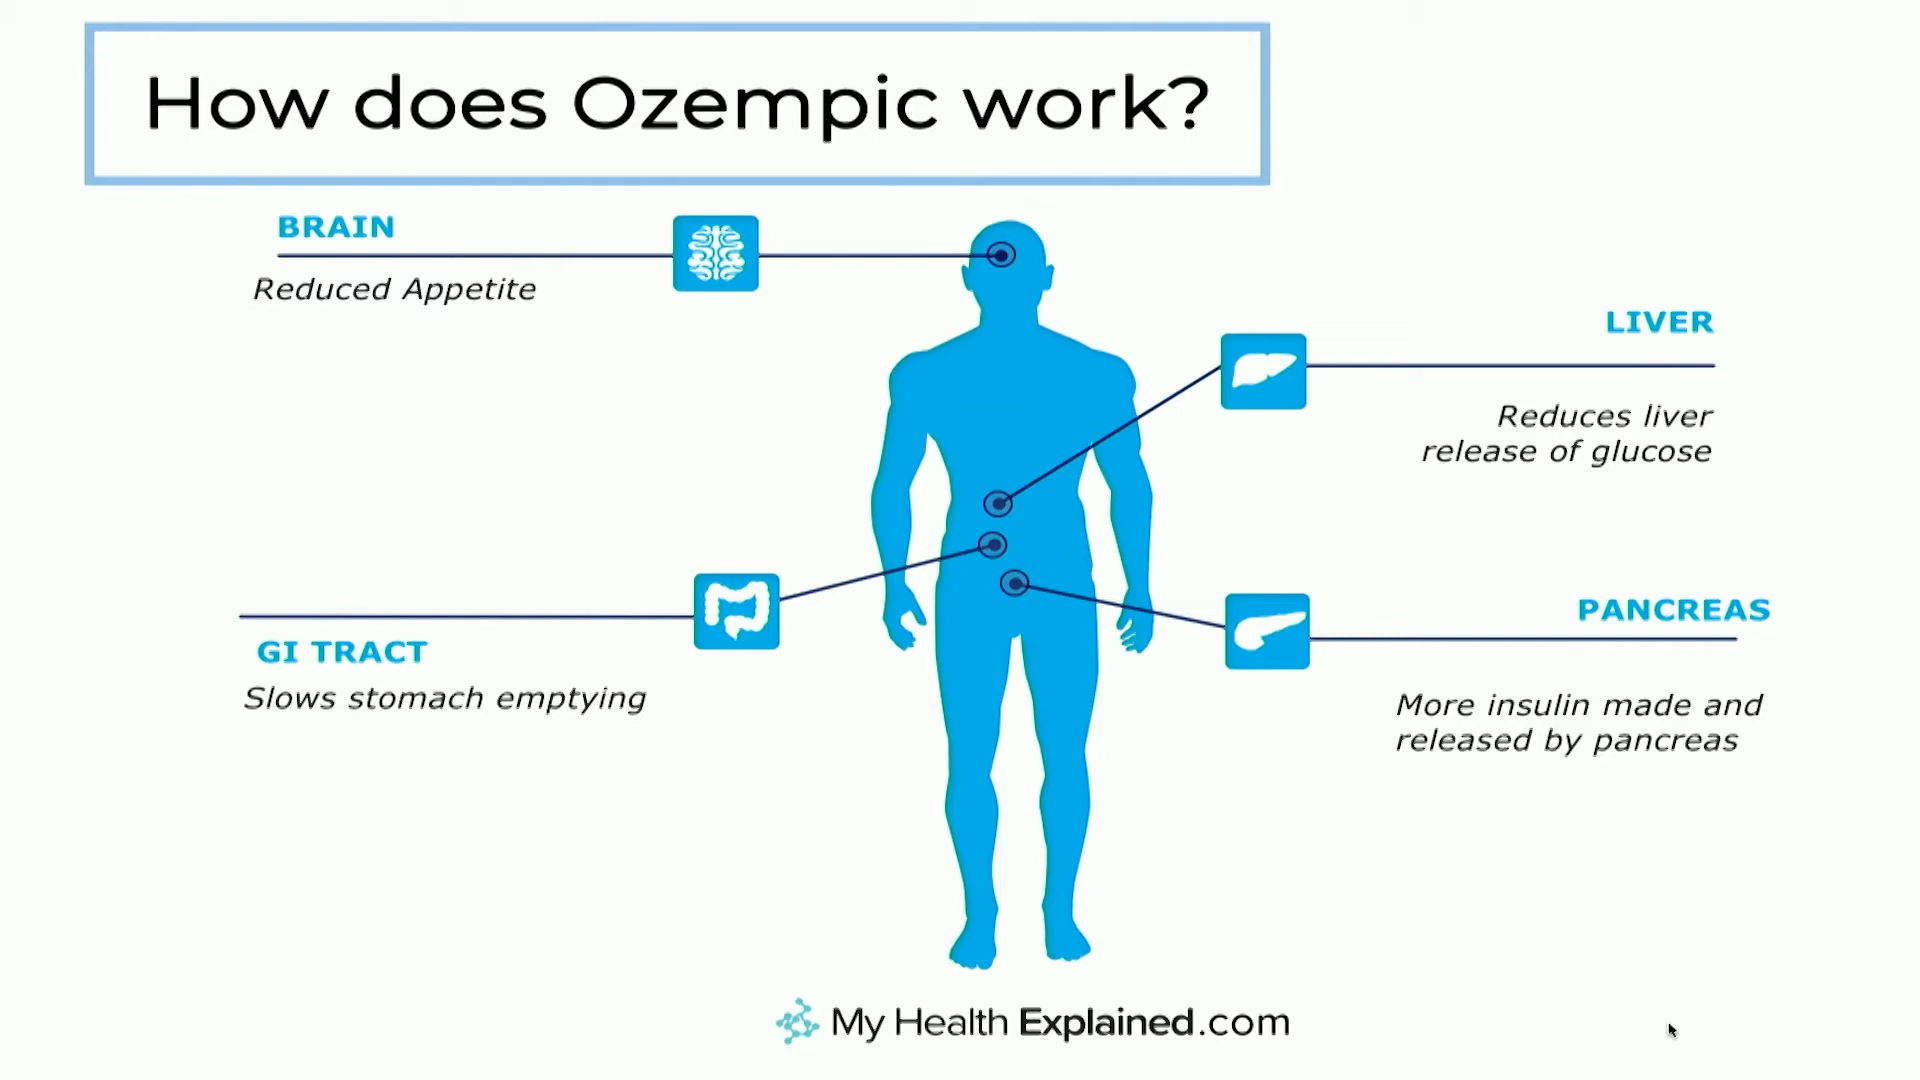 How does Ozempic work?
BRAIN
Reduced Appetite
LIVER
Reduces liver
release of glucose
GI TRACT
Slows stomach emptying
PANCREAS
More insulin made and
released by pancreas
My Health Explained.com